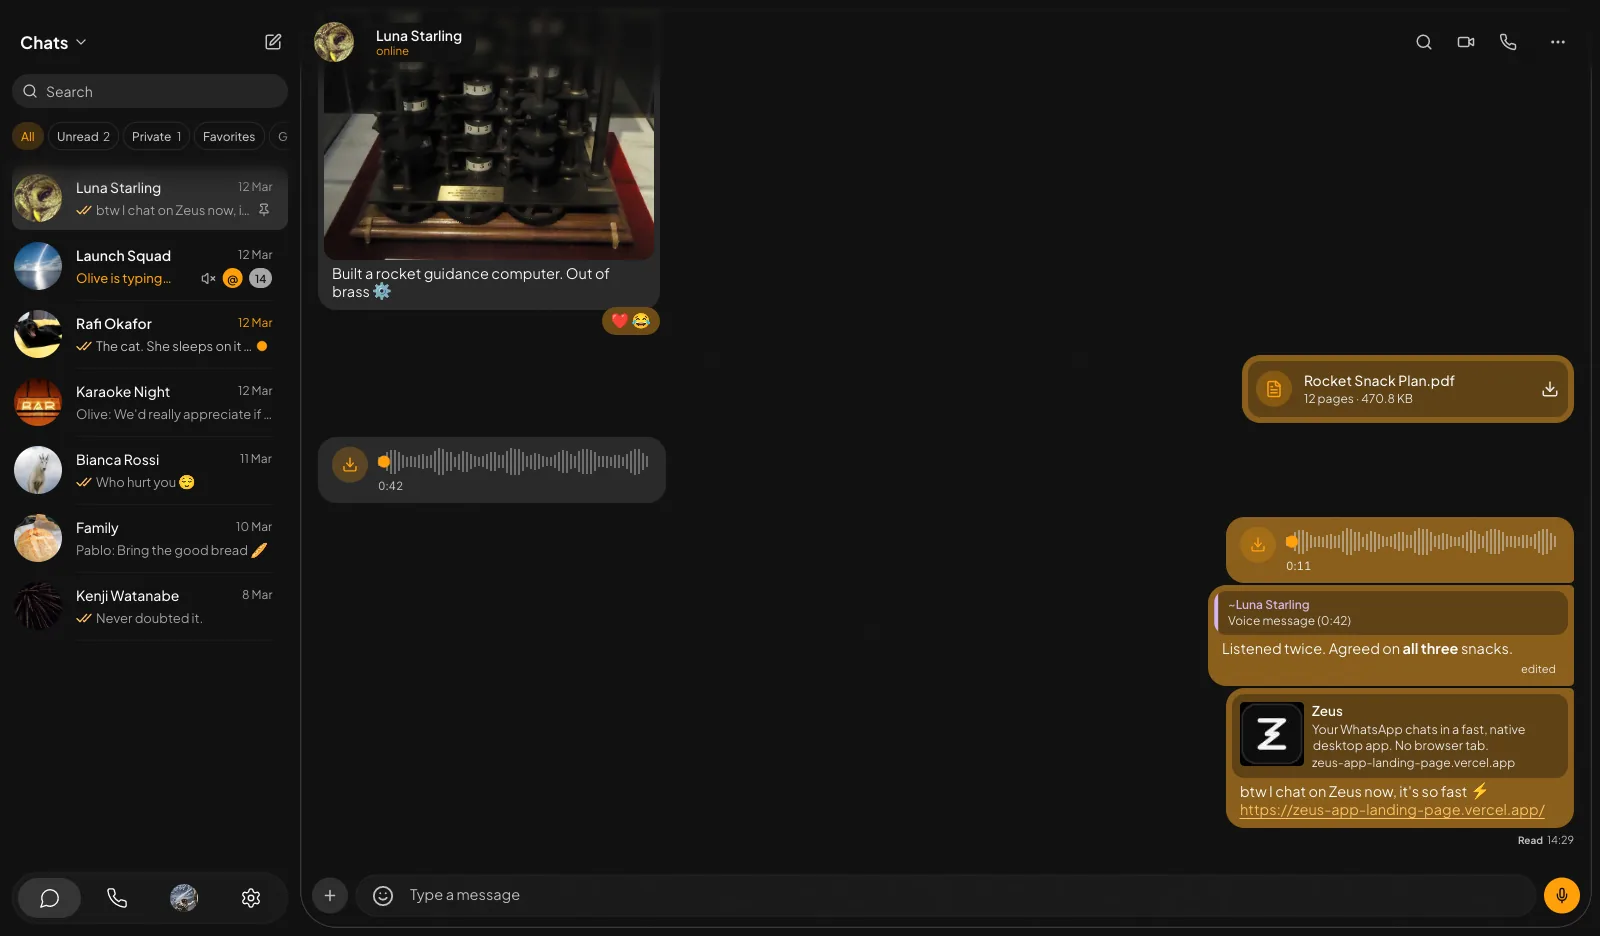 Chats
Search
All
Unread 2
Private 1
Favorites
G
Luna Starling
12 Mar
btw I chat on Zeus now, i...
Launch Squad
12 Mar
Olive is typing...
@
14
Rafi Okafor
12 Mar
The cat. She sleeps on it ...
Karaoke Night
12 Mar
Olive: We'd really appreciate if ...
Bianca Rossi
11 Mar
Who hurt you 😌
Family
10 Mar
Pablo: Bring the good bread 🥖
Kenji Watanabe
8 Mar
Never doubted it.
Luna Starling
online
Built a rocket guidance computer. Out of
brass ⚙️
❤️ 😂
Rocket Snack Plan.pdf
12 pages · 470.8 KB
0:42
0:11
~Luna Starling
Voice message (0:42)
Listened twice. Agreed on all three snacks.
edited
Zeus
Your WhatsApp chats in a fast, native
desktop app. No browser tab.
zeus-app-landing-page.vercel.app
btw I chat on Zeus now, it's so fast ⚡
https://zeus-app-landing-page.vercel.app/
Read 14:29
Type a message